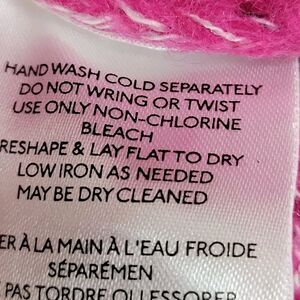 HAND WASH COLD SEPARATELY
DO NOT WRING OR TWIST
USE ONLY NON-CHLORINE
BLEACH
RESHAPE & LAY FLAT TO DRY
LOW IRON AS NEEDED
MAY BE DRY CLEANED
ER À LA MAIN À L'EAU FROIDE
SÉPARÉMEN
PAS TORDRE OU ESSORER